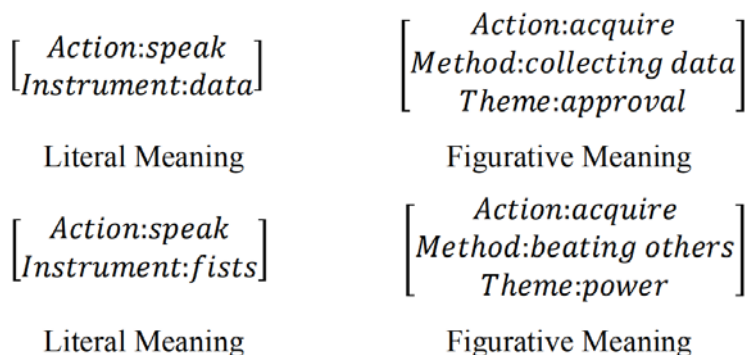 Action:speak
Instrument:data
Literal Meaning
Action:acquire
Method:collecting data
Theme:approval
Figurative Meaning
Action:speak
Instrument:fists
Literal Meaning
Action:acquire
Method:beating others
Theme:power
Figurative Meaning